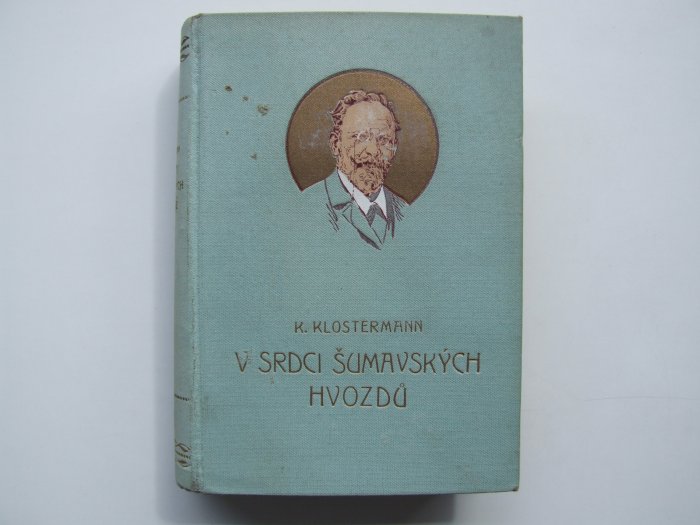 K. KLOSTERMANN
V SRDCI ŠUMAVSKÝCH
HVOZDŮ